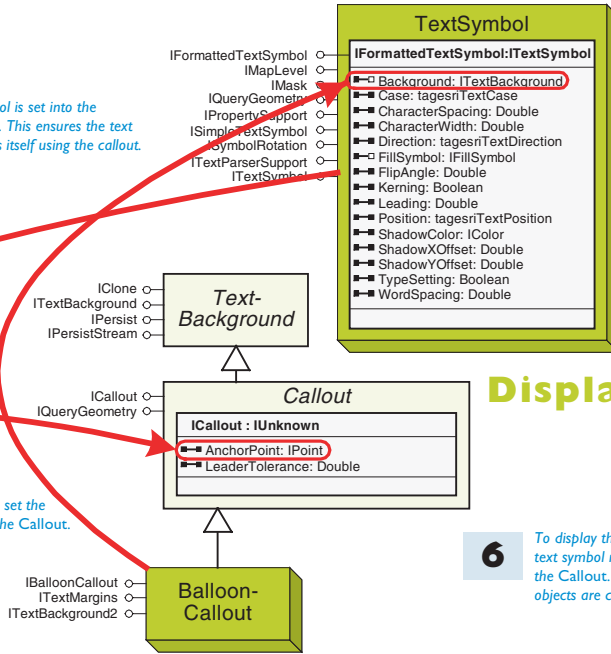 TextSymbol
IFormattedTextSymbol
IMapLevel
IMask
IQueryGeometry
IPropertySupport
ISimpleTextSymbol
ISymbolRotation
ITextParserSupport
ITextSymbol
IFormattedTextSymbol:ITextSymbol
Background: ITextBackground
Case: tagesriTextCase
CharacterSpacing: Double
CharacterWidth: Double
Direction: tagesriTextDirection
FillSymbol: IFillSymbol
FlipAngle: Double
Kerning: Boolean
Leading: Double
Position: tagesriTextPosition
ShadowColor: IColor
ShadowXOffset: Double
ShadowYOffset: Double
TypeSetting: Boolean
WordSpacing: Double
ol is set into the
. This ensures the text
s itself using the callout.
IClone
ITextBackground
IPersist
IPersistStream
Text-
Background
Displa
ICallout
IQueryGeometry
Callout
ICallout : IUnknown
AnchorPoint: IPoint
LeaderTolerance: Double
set the
he Callout.
6
To display th
text symbol
the Callout.
objects are c
IBalloonCallout
ITextMargins
ITextBackground2
Balloon-
Callout